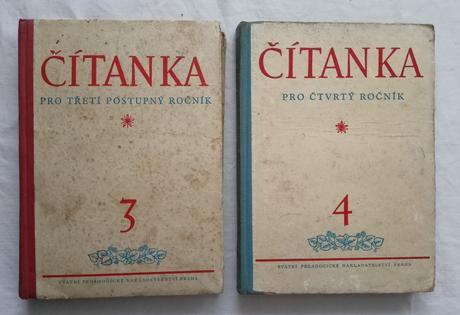 ČÍTANKA
PRO TŘETÍ POSTUPNÝ ROČNÍK
3
STÁTNÍ PEDAGOGICKÉ NAKLADATELSTVÍ PRAHA
ČÍTANKA
PRO ČTVRTÝ ROČNÍK
4
STÁTNÍ PEDAGOGICKÉ NAKLADATELSTVÍ PRAHA